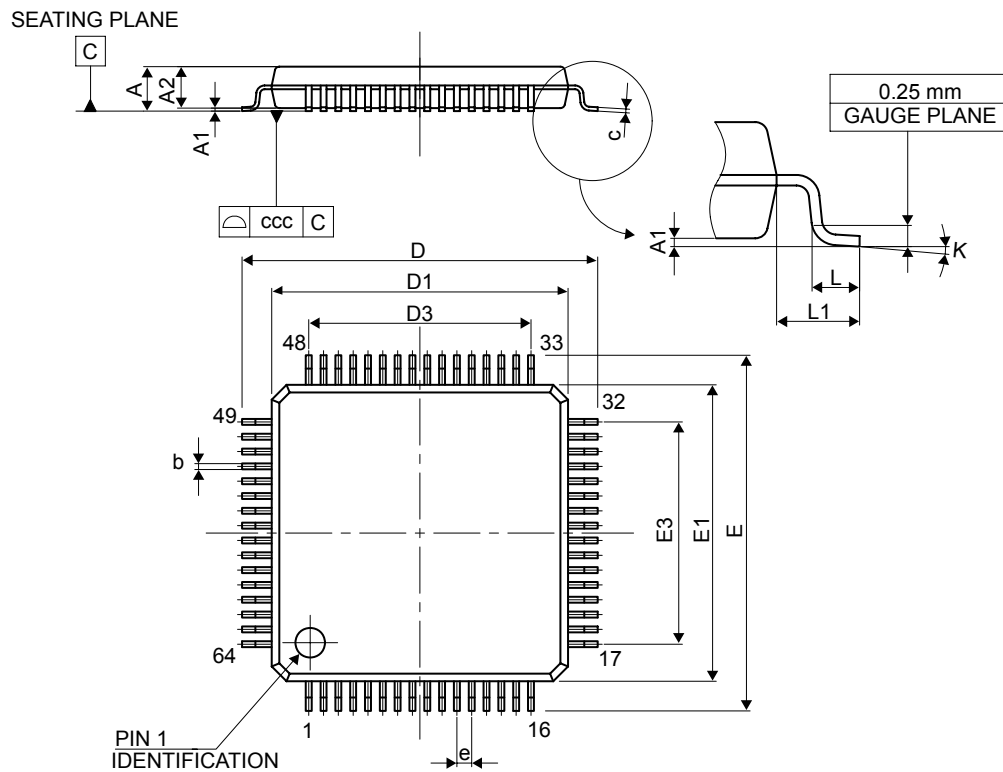 SEATING PLANE
C
A
A2
A1
c
0.25 mm
GAUGE PLANE
ccc C
A1
K
L
L1
D
D1
D3
48
33
49
32
b
E3
E1
E
64
17
1
16
e
PIN 1
IDENTIFICATION